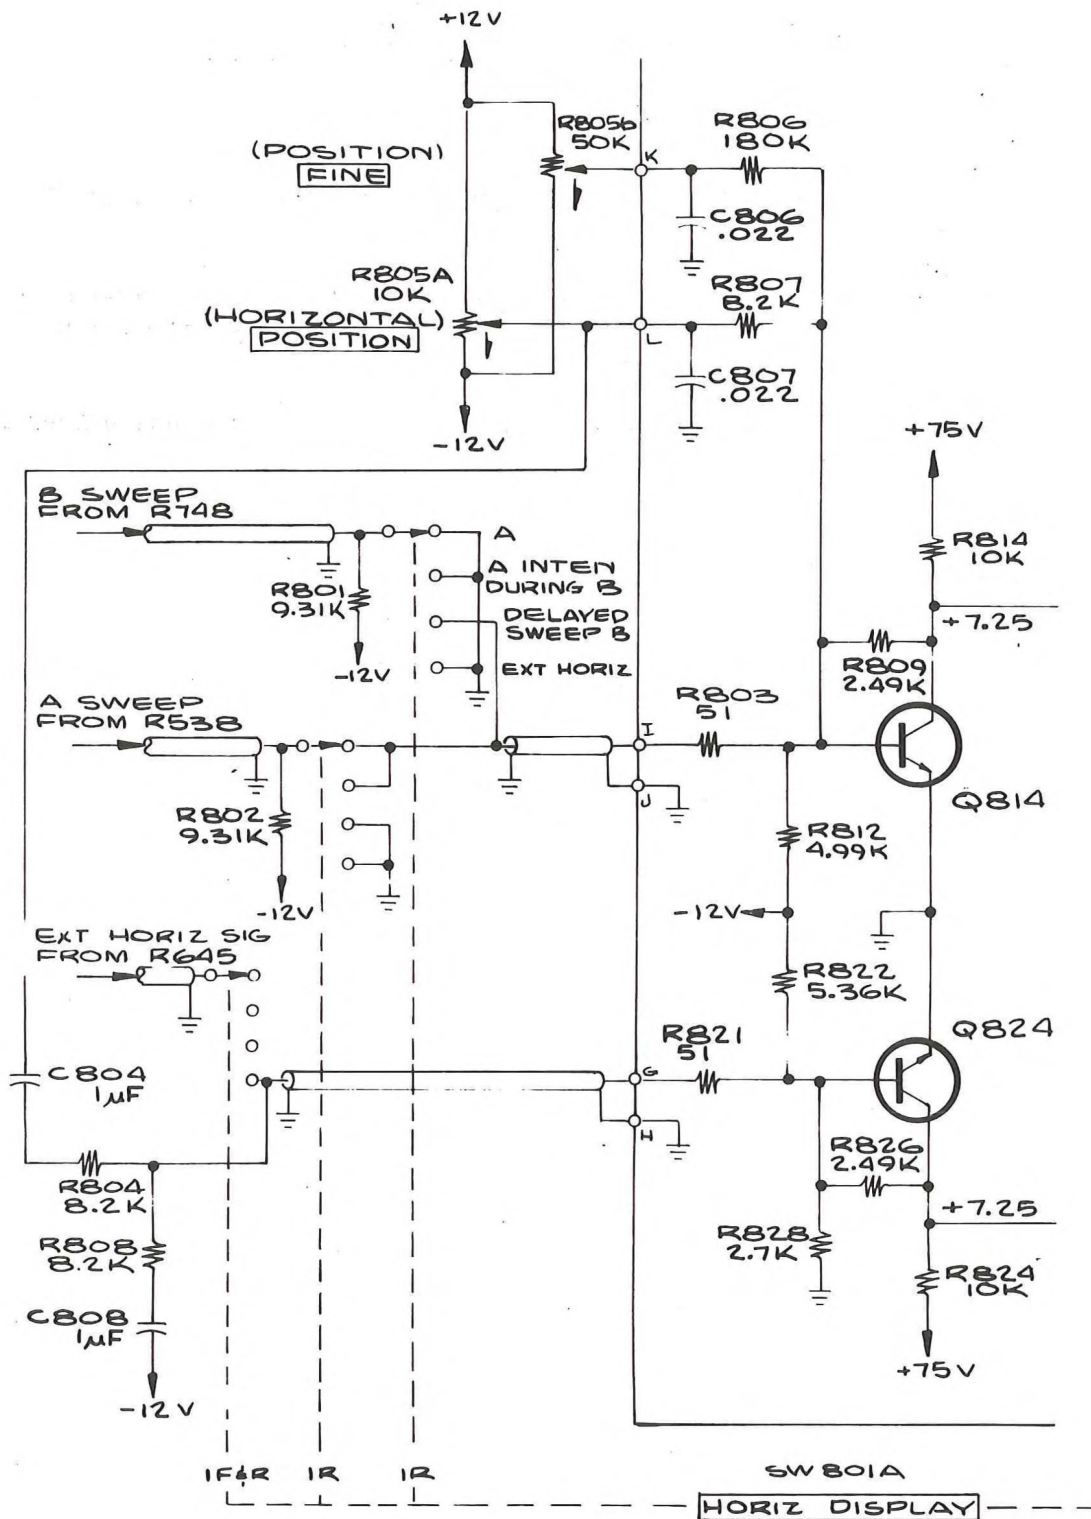 +12V
(POSITION)
FINE
R805b
50K
K
R806
180K
C806
.022
R805A
10K
(HORIZONTAL)
POSITION
L
R807
8.2K
C807
.022
-12V
+75V
B SWEEP
FROM R748
R801
9.31K
-12V
A
A INTEN
DURING B
DELAYED
SWEEP B
EXT HORIZ
R814
10K
+7.25
R809
2.49K
A SWEEP
FROM R538
R802
9.31K
-12V
R803
51
I
J
Q814
R812
4.99K
-12V
EXT HORIZ SIG
FROM R645
R822
5.36K
Q824
C804
1µF
R821
51
G
H
R804
8.2K
R826
2.49K
+7.25
R808
8.2K
R828
2.7K
R824
10K
C808
1µF
-12V
+75V
1F&R
1R
1R
SW801A
HORIZ DISPLAY